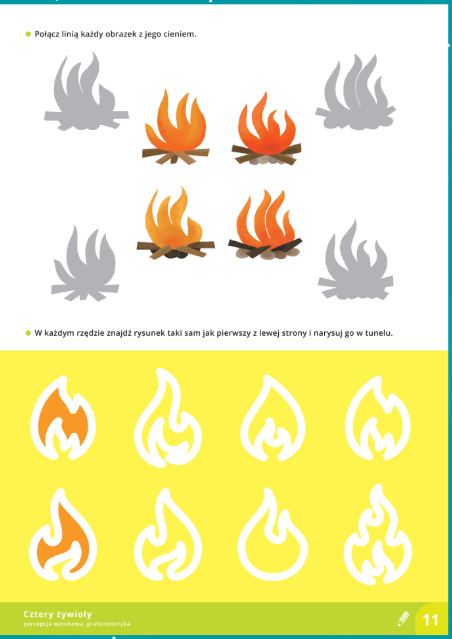 Połącz linią każdy obrazek z jego cieniem.
W każdym rzędzie znajdź rysunek taki sam jak pierwszy z lewej strony i narysuj go w tunelu.
Cztery żywioły
percepcja wzrokowa, grafomotoryka
11